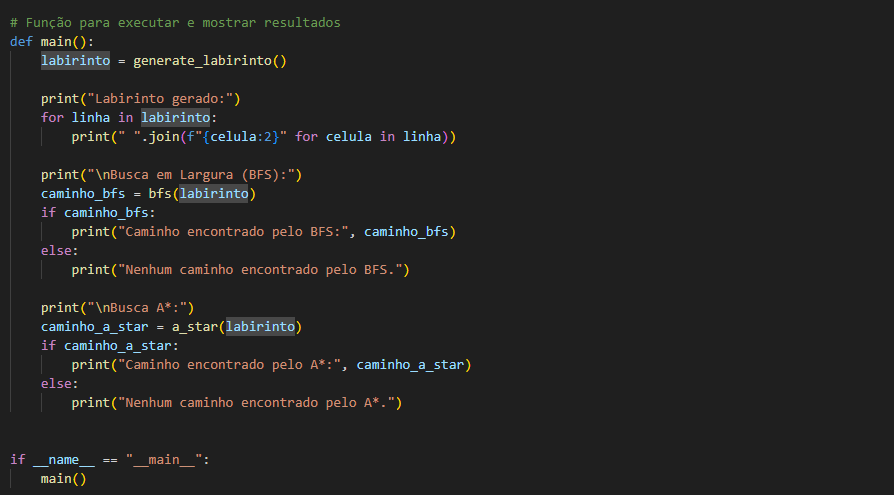 # Função para executar e mostrar resultados
def main():
    labirinto = generate_labirinto()
    print("Labirinto gerado:")
    for linha in labirinto:
        print(" ".join(f"{celula:2}" for celula in linha))
    print("\nBusca em Largura (BFS):")
    caminho_bfs = bfs(labirinto)
    if caminho_bfs:
        print("Caminho encontrado pelo BFS:", caminho_bfs)
    else:
        print("Nenhum caminho encontrado pelo BFS.")
    print("\nBusca A*:")
    caminho_a_star = a_star(labirinto)
    if caminho_a_star:
        print("Caminho encontrado pelo A*:", caminho_a_star)
    else:
        print("Nenhum caminho encontrado pelo A*.")
if __name__ == "__main__":
    main()